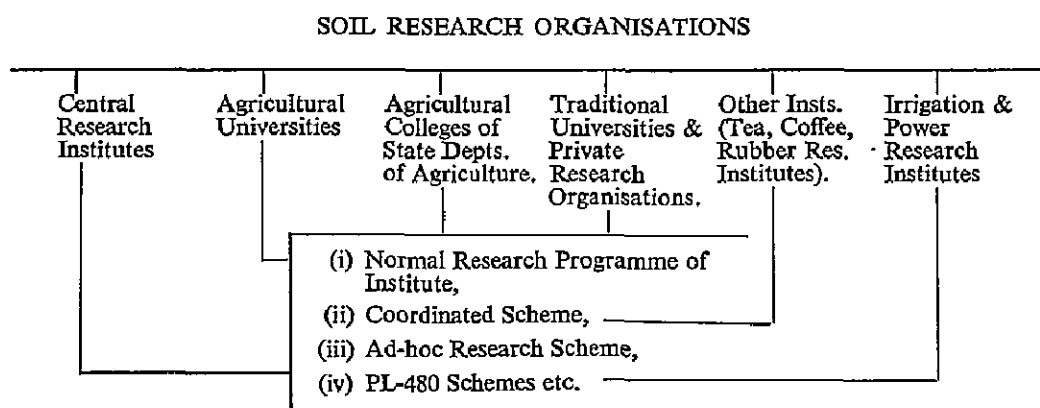 SOIL RESEARCH ORGANISATIONS
Central
Research
Institutes
Agricultural
Universities
Agricultural
Colleges of
State Depts.
of Agriculture.
Traditional
Universities &
Private
Research
Organisations.
Other Insts.
(Tea, Coffee,
Rubber Res.
Institutes).
Irrigation &
Power
Research
Institutes
(i) Normal Research Programme of
Institute,
(ii) Coordinated Scheme,
(iii) Ad-hoc Research Scheme,
(iv) PL-480 Schemes etc.